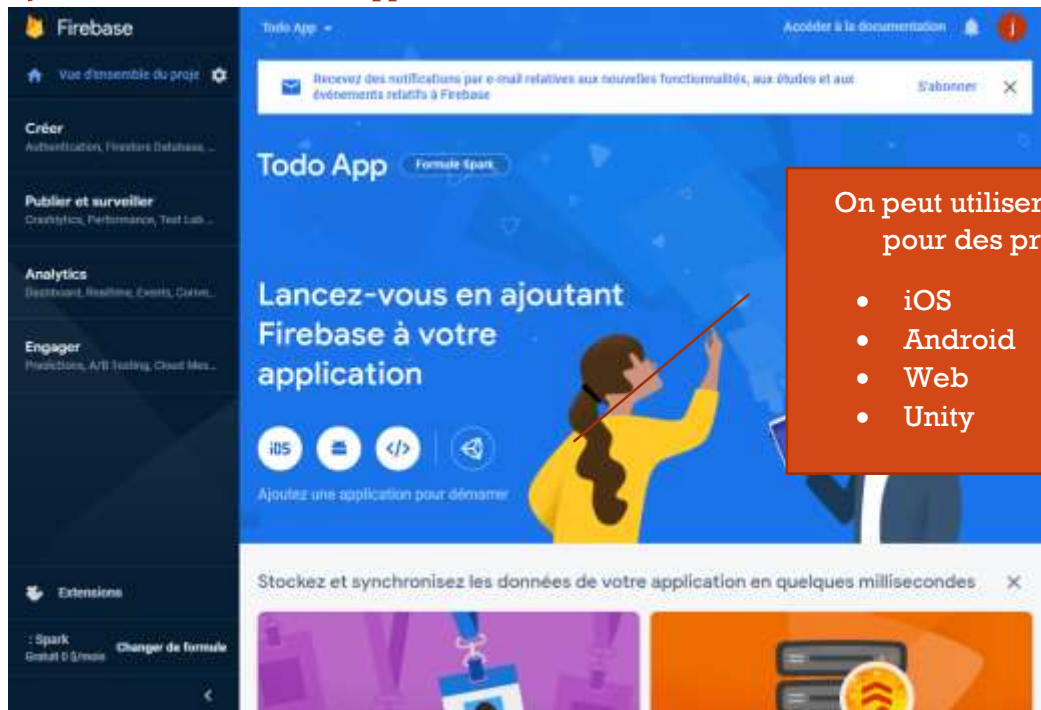 Firebase
Todo App
Accéder à la documentation
Vue d'ensemble du proje
Recevez des notifications par e-mail relatives aux nouvelles fonctionnalités, aux études et aux
événements relatifs à Firebase
S'abonner
Créer
Authentication, Firestore Database, ...
Todo App
Formule Spark
Publier et surveiller
Crashlytics, Performance, Test Lab ...
On peut utiliser
pour des pr
iOS
Android
Web
Unity
Analytics
Dashboard, Realtime, Events, Conve...
Lancez-vous en ajoutant
Firebase à votre
application
Engager
Predictions, A/B Testing, Cloud Mes...
iOS
</>
Ajoutez une application pour démarrer
Stockez et synchronisez les données de votre application en quelques millisecondes
Extensions
: Spark
Gratuit 0 $/mois
Changer de formule